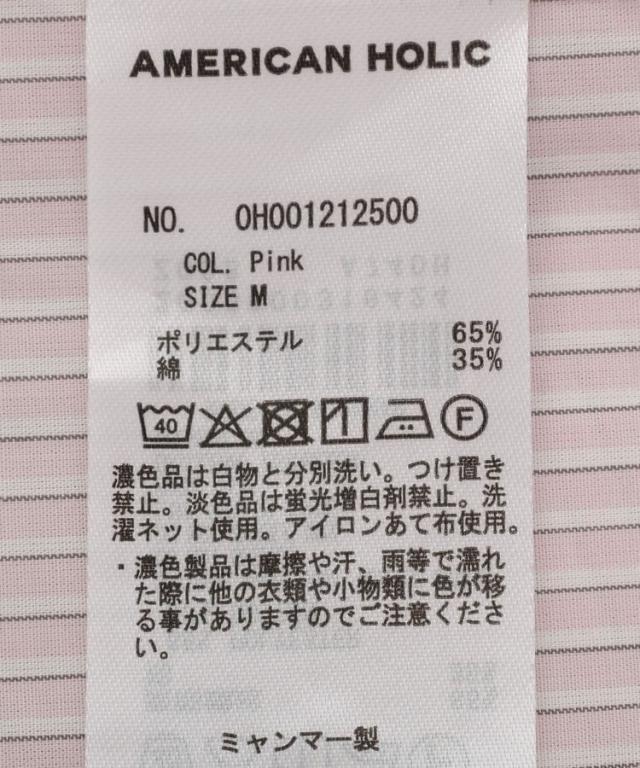 AMERICAN HOLIC
NO. 0H001212500
COL. Pink
SIZE M
ポリエステル 65%
綿 35%
40 F
濃色品は白物と分別洗い。つけ置き
禁止。淡色品は蛍光増白剤禁止。洗
濯ネット使用。アイロンあて布使用。
・濃色製品は摩擦や汗、雨等で濡れ
た際に他の衣類や小物類に色が移
る事がありますのでご注意くださ
い。
ミャンマー製